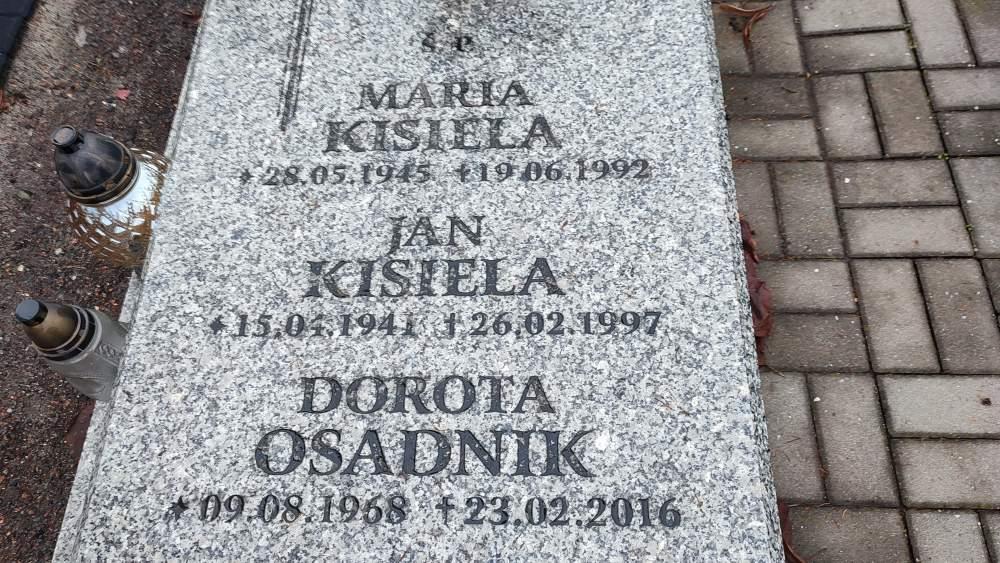 Ś P
MARIA
KISIELA
* 28.05.1945 † 19.06.1992
JAN
KISIELA
* 15.01.1941 † 26.02.1997
DOROTA
OSADNIK
* 09.08.1968 † 23.02.2016